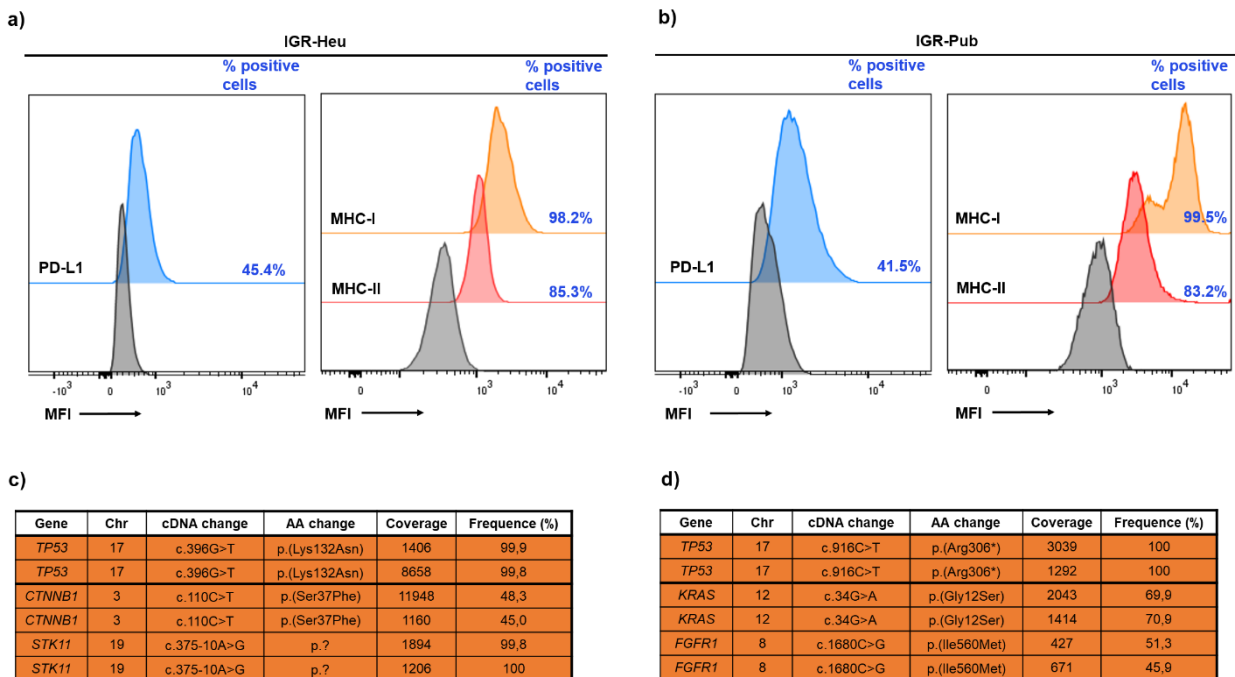 a)
IGR-Heu
% positive cells
% positive cells
PD-L1
45.4%
MHC-I
98.2%
MHC-II
85.3%
-10³ 0 10³ 10⁴
0 10³ 10⁴
MFI
MFI
b)
IGR-Pub
% positive cells
% positive cells
PD-L1
41.5%
MHC-I
99.5%
MHC-II
83.2%
-10³ 0 10³ 10⁴
0 10³ 10⁴
MFI
MFI
c)
Gene Chr cDNA change AA change Coverage Frequence (%)
TP53 17 c.396G>T p.(Lys132Asn) 1406 99,9
TP53 17 c.396G>T p.(Lys132Asn) 8658 99,8
CTNNB1 3 c.110C>T p.(Ser37Phe) 11948 48,3
CTNNB1 3 c.110C>T p.(Ser37Phe) 1160 45,0
STK11 19 c.375-10A>G p.? 1894 99,8
STK11 19 c.375-10A>G p.? 1206 100
d)
Gene Chr cDNA change AA change Coverage Frequence (%)
TP53 17 c.916C>T p.(Arg306*) 3039 100
TP53 17 c.916C>T p.(Arg306*) 1292 100
KRAS 12 c.34G>A p.(Gly12Ser) 2043 69,9
KRAS 12 c.34G>A p.(Gly12Ser) 1414 70,9
FGFR1 8 c.1680C>G p.(Ile560Met) 427 51,3
FGFR1 8 c.1680C>G p.(Ile560Met) 671 45,9